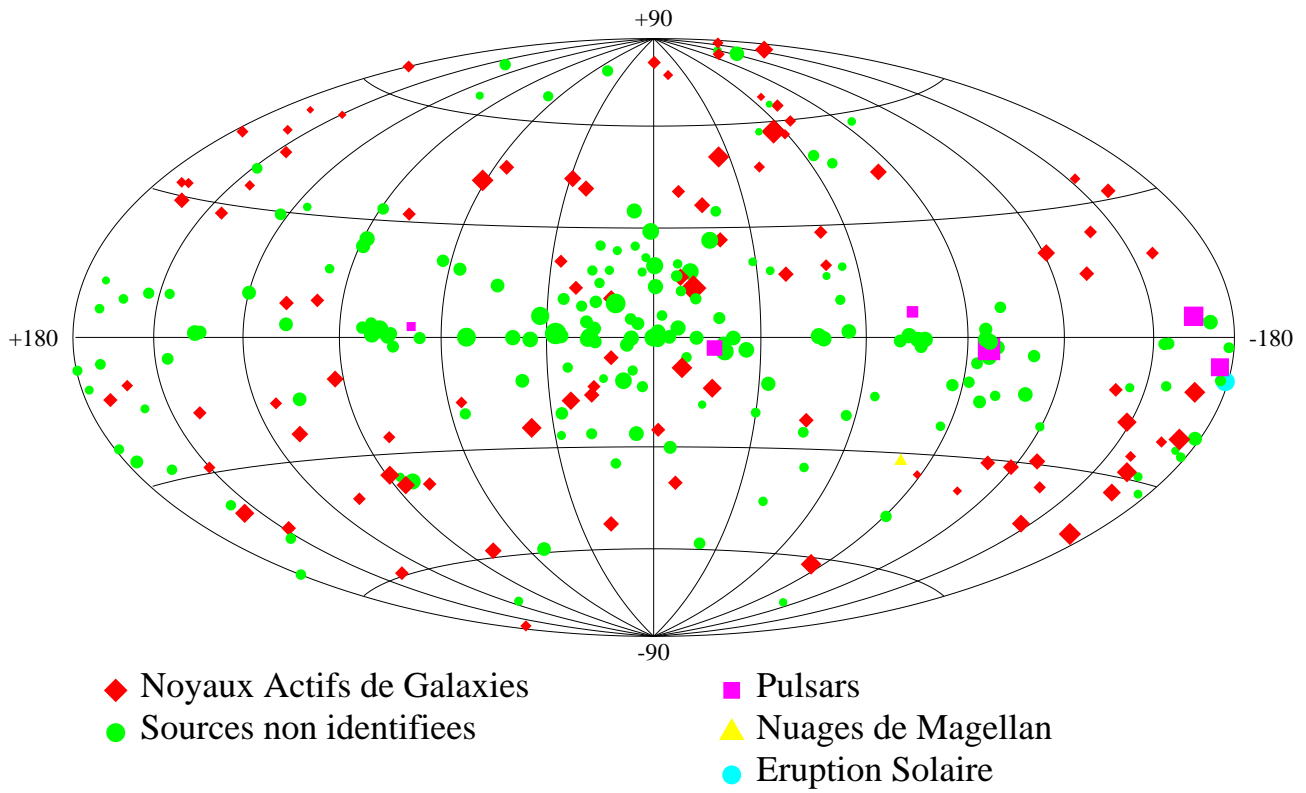 +90
+180
-180
-90
Noyaux Actifs de Galaxies
Sources non identifiees
Pulsars
Nuages de Magellan
Eruption Solaire